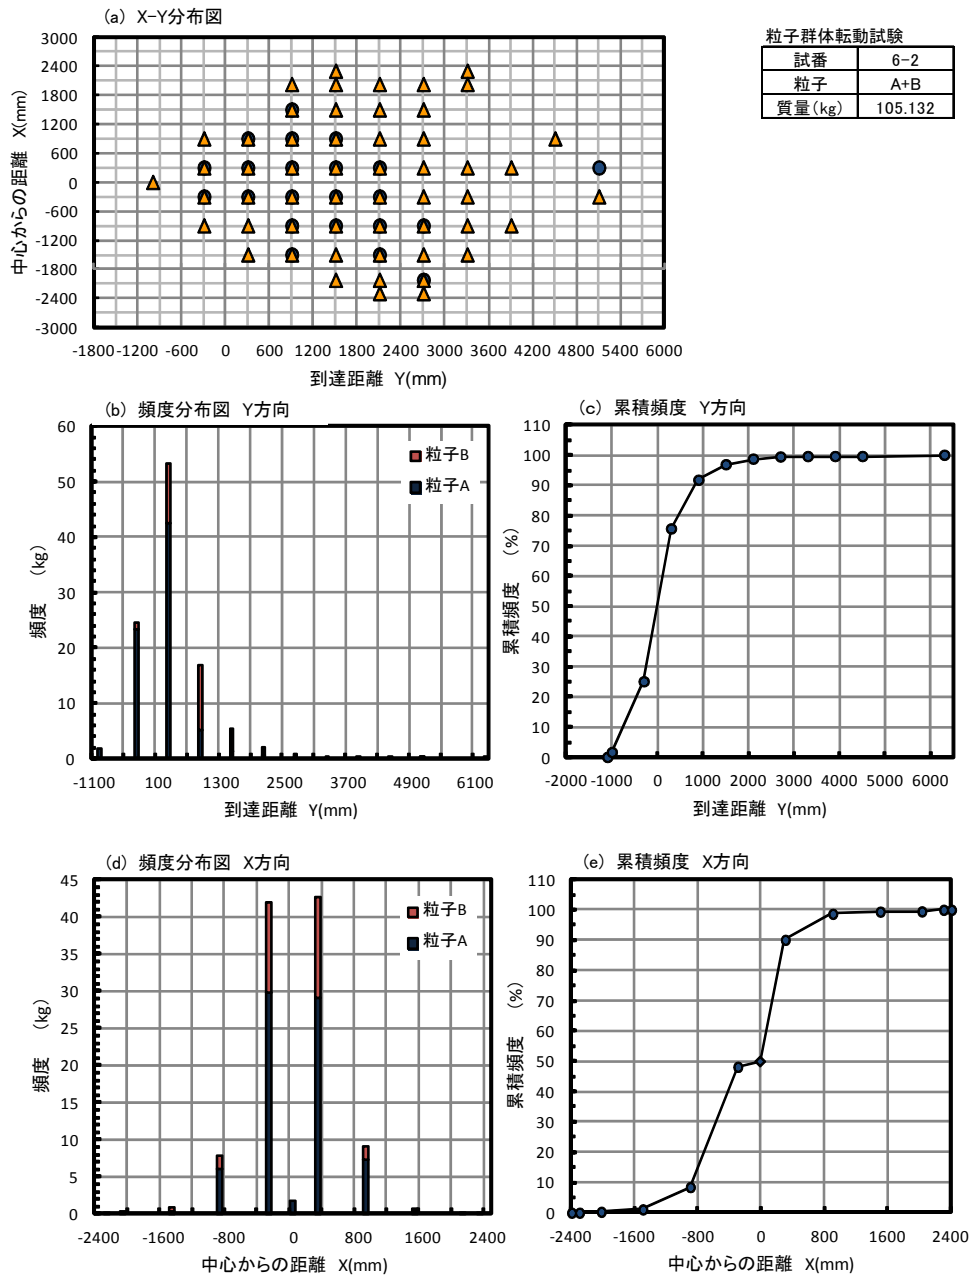 (a) X-Y分布図
3000
2400
1800
1200
600
0
-600
-1200
-1800
-2400
-3000
中心からの距離 X(mm)
-1800 -1200 -600 0 600 1200 1800 2400 3000 3600 4200 4800 5400 6000
到達距離 Y(mm)
粒子群体転動試験
試番 6-2
粒子 A+B
質量(kg) 105.132
(b) 頻度分布図 Y方向
60
50
40
30
20
10
0
頻度 (kg)
粒子B
粒子A
-1100 100 1300 2500 3700 4900 6100
到達距離 Y(mm)
(c) 累積頻度 Y方向
110
100
90
80
70
60
50
40
30
20
10
0
累積頻度 (%)
-2000 -1000 0 1000 2000 3000 4000 5000 6000
到達距離 Y(mm)
(d) 頻度分布図 X方向
45
40
35
30
25
20
15
10
5
0
頻度 (kg)
粒子B
粒子A
-2400 -1600 -800 0 800 1600 2400
中心からの距離 X(mm)
(e) 累積頻度 X方向
110
100
90
80
70
60
50
40
30
20
10
0
累積頻度 (%)
-2400 -1600 -800 0 800 1600 2400
中心からの距離 X(mm)